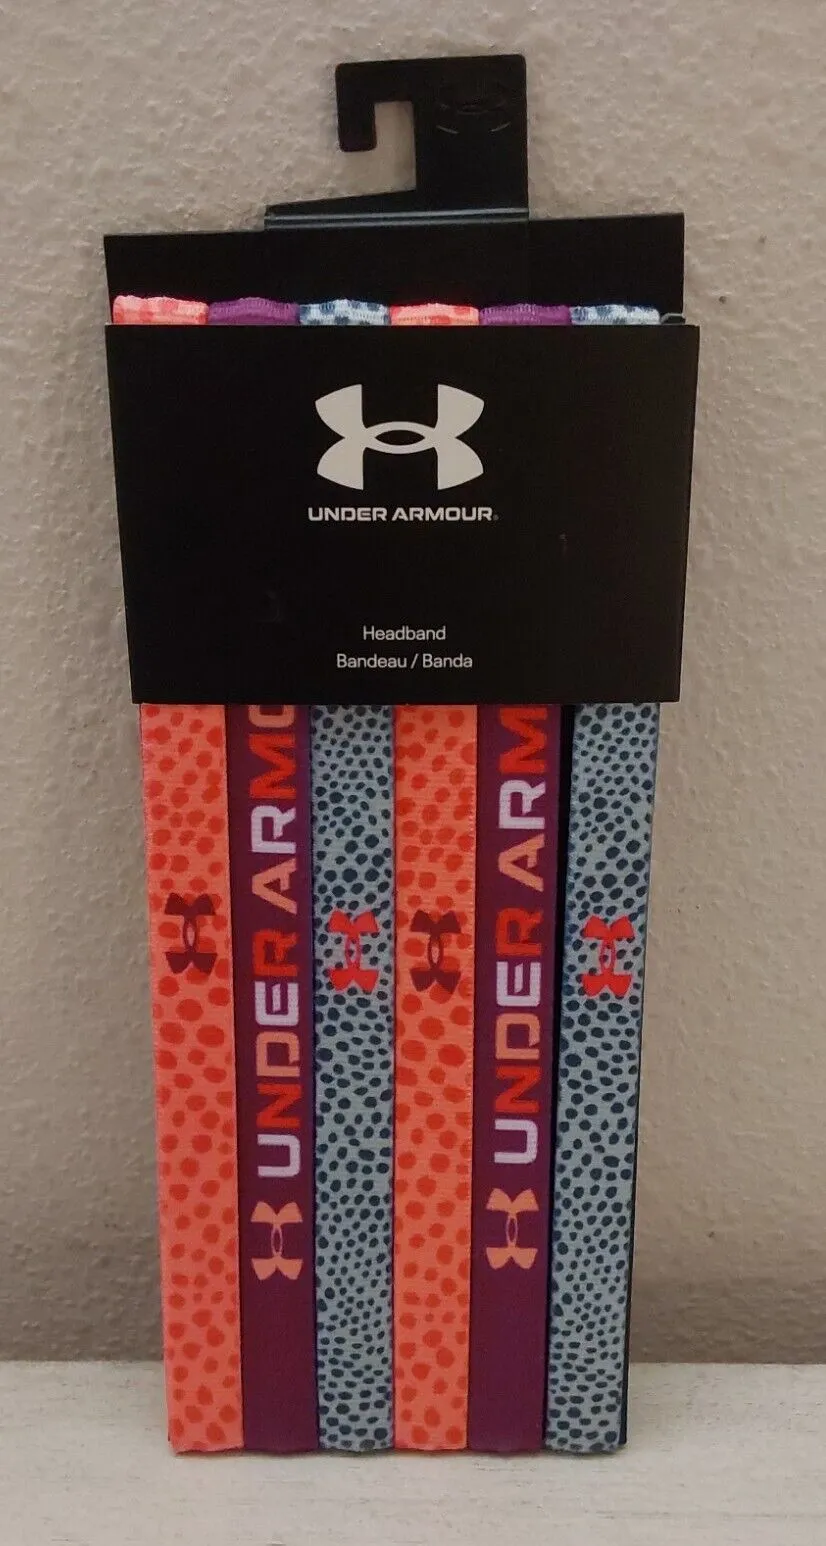 UNDER ARMOUR®
Headband
Bandeau / Banda
UNDER ARMO
UNDER ARM